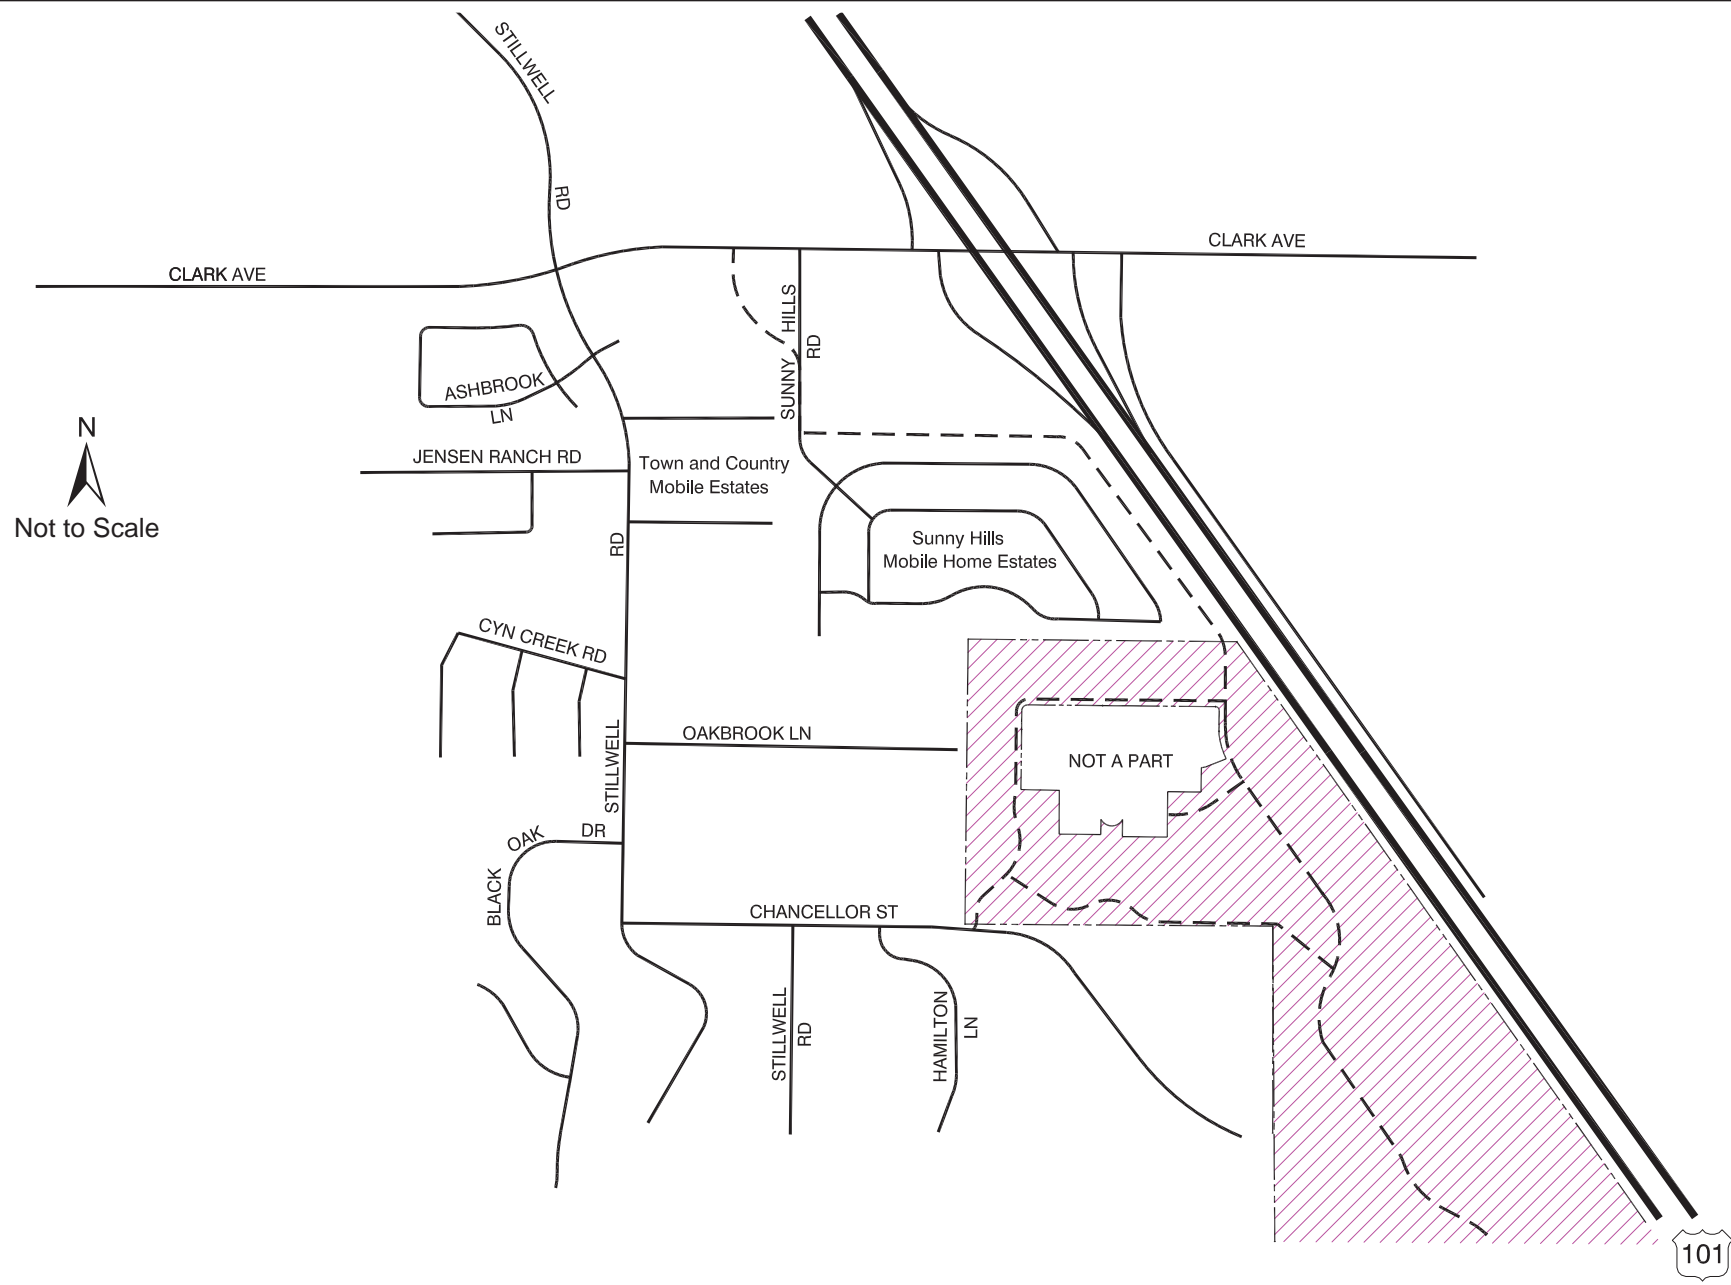 STILLWELL
RD
CLARK AVE
CLARK AVE
SUNNY HILLS
RD
ASHBROOK
LN
N
Not to Scale
JENSEN RANCH RD
Town and Country
Mobile Estates
RD
Sunny Hills
Mobile Home Estates
CYN CREEK RD
STILLWELL
OAKBROOK LN
NOT A PART
BLACK OAK DR
CHANCELLOR ST
STILLWELL
RD
HAMILTON
LN
101